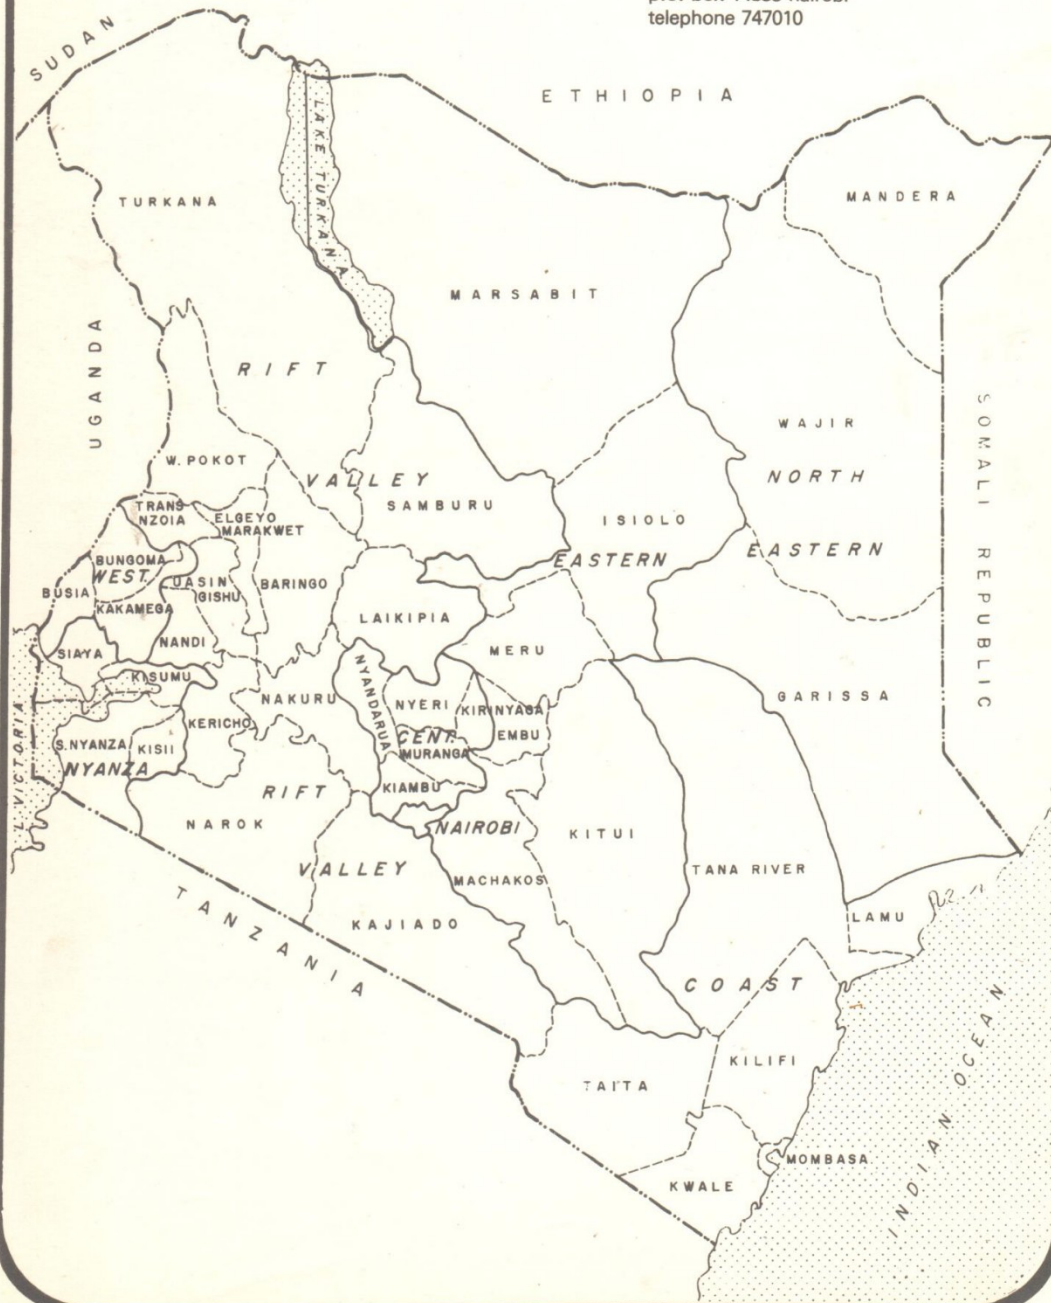 telephone 747010
SUDAN
ETHIOPIA
LAKE TURKANA
TURKANA
MANDERA
MARSABIT
UGANDA
RIFT
SOMALI REPUBLIC
WAJIR
W. POKOT
NORTH
VALLEY
SAMBURU
TRANS
NZOIA
ELGEYO
MARAKWET
ISIOLO
EASTERN
EASTERN
BUNGOMA
WEST.
UASIN
GISHU
BARINGO
BUSIA
KAKAMEGA
LAIKIPIA
NANDI
SIAYA
MERU
KISUMU
NYANDARUA
NAKURU
NYERI
KIRINYAGA
GARISSA
KERICHO
CENT.
EMBU
L. VICTORIA
S. NYANZA
KISII
MURANGA
NYANZA
KIAMBU
RIFT
NAROK
NAIROBI
KITUI
VALLEY
MACHAKOS
TANA RIVER
TANZANIA
KAJIADO
LAMU
COAST
INDIAN OCEAN
KILIFI
TAITA
MOMBASA
KWALE